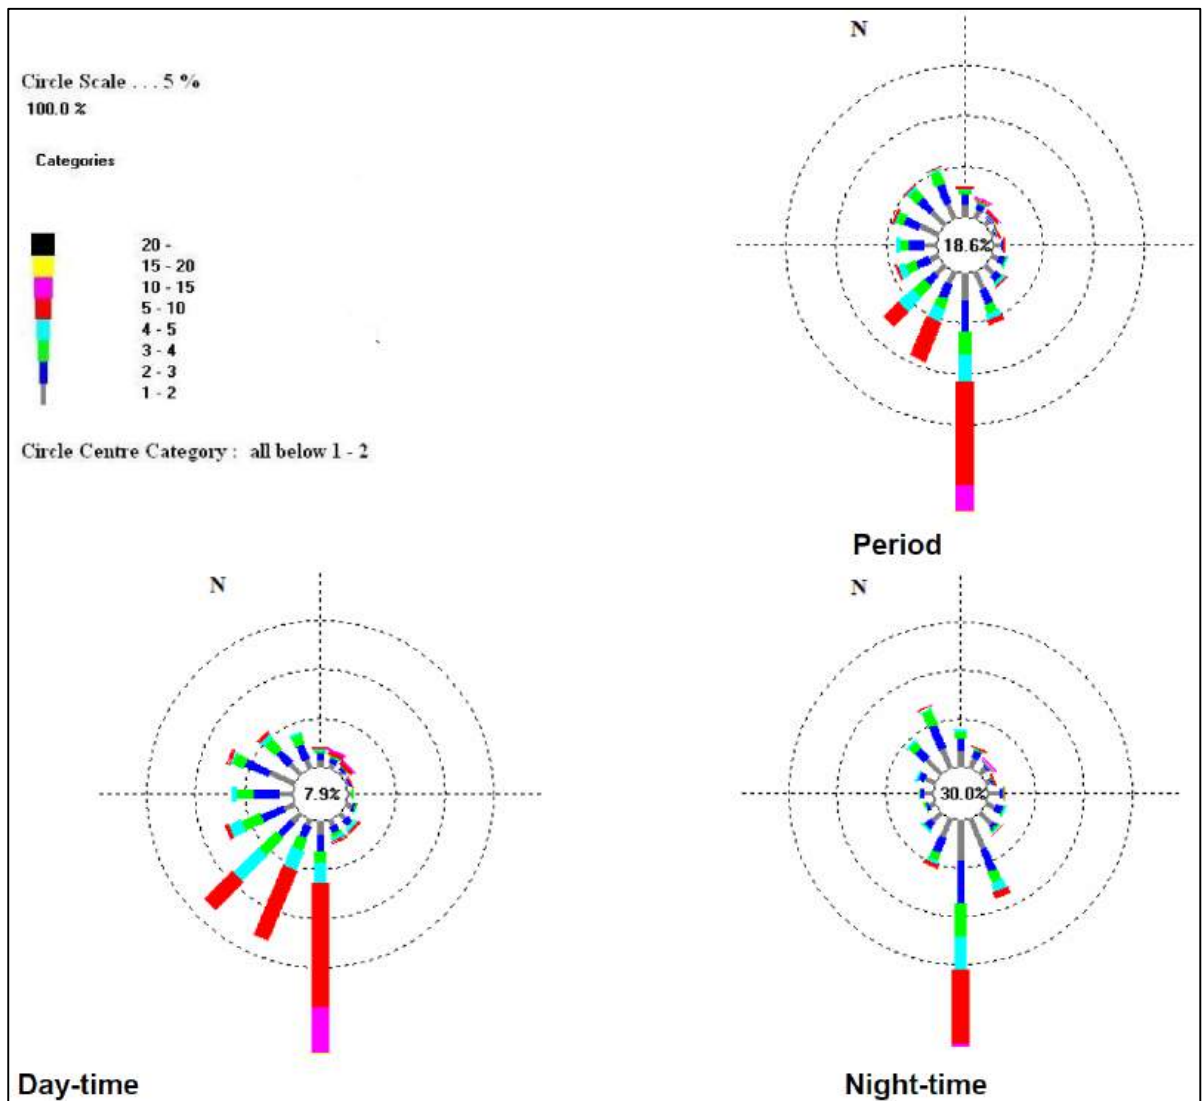 N
Circle Scale . . . 5 %
100.0 %
Categories
20 -
15 - 20
10 - 15
5 - 10
4 - 5
3 - 4
2 - 3
1 - 2
18.6%
Circle Centre Category : all below 1 - 2
Period
N
N
7.9%
30.0%
Day-time
Night-time